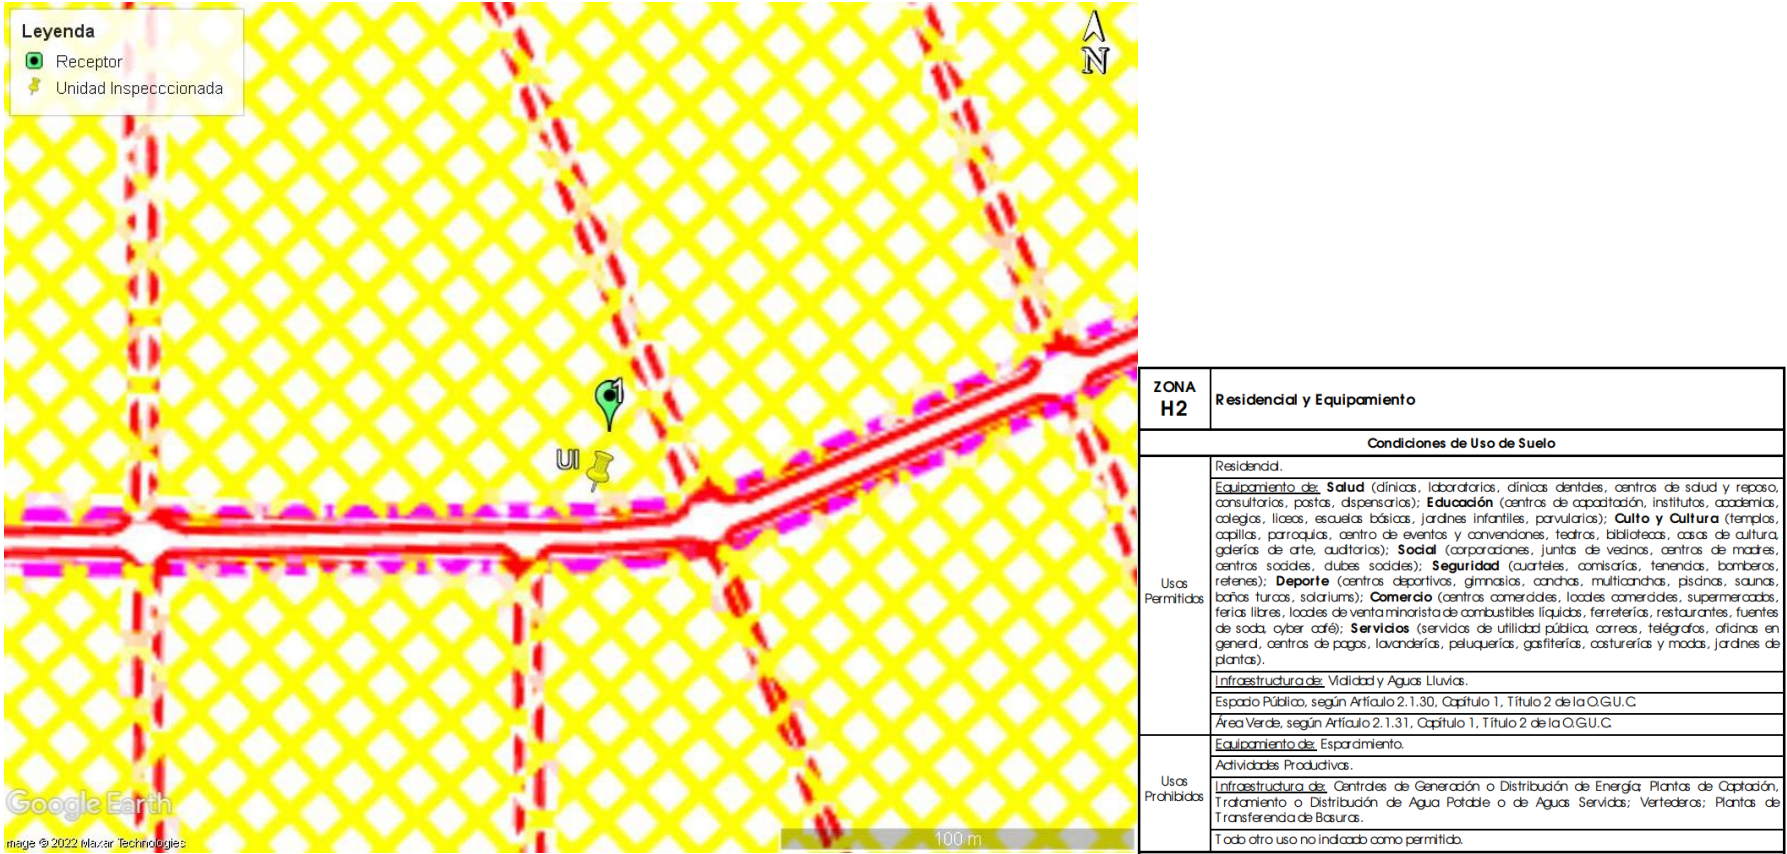 Leyenda
Receptor
Unidad Inspecccionada
N
1
UI
Google Earth
mage © 2022 Maxar Technologies
100 m
ZONA
H2
Residencial y Equipamiento
Condiciones de Uso de Suelo
Usos
Permitidos
Residencial.
Equipamiento de: Salud (clínicas, laboratorios, clínicas dentales, centros de salud y reposo,
consultorios, postas, dispensarios); Educación (centros de capacitación, institutos, academia,
colegios, liceos, escuelas básicas, jardines infantiles, parvularios); Culto y Cultura (templos,
capillas, parroquias, centro de eventos y convenciones, teatros, bibliotecas, casas de cultura,
galerías de arte, auditorios); Social (corporaciones, juntas de vecinos, centros de madres,
centros sociales, clubes sociales); Seguridad (cuarteles, comisarías, tenencias, bomberos,
retenes); Deporte (centros deportivos, gimnasios, canchas, multicanchas, piscinas, saunas,
baños turcos, solariums); Comercio (centros comerciales, locales comerciales, supermercados,
ferias libres, locales de venta minorista de combustibles líquidos, ferreterías, restaurantes, fuentes
de soda, cyber café); Servicios (servicios de utilidad pública, correos, telégrafos, oficinas en
general, centros de pagos, lavanderías, peluquerías, gasfiterías, costurerías y modas, jardines de
plantas).
Infraestructura de: Vialidad y Aguas Lluvias.
Espacio Público, según Artículo 2.1.30, Capítulo 1, Título 2 de la O.G.U.C.
Área Verde, según Artículo 2.1.31, Capítulo 1, Título 2 de la O.G.U.C.
Usos
Prohibidos
Equipamiento de: Esparcimiento.
Actividades Productivas.
Infraestructura de: Centrales de Generación o Distribución de Energía; Plantas de Captación,
Tratamiento o Distribución de Agua Potable o de Aguas Servidas; Vertederos; Plantas de
Transferencia de Basuras.
Todo otro uso no indicado como permitido.